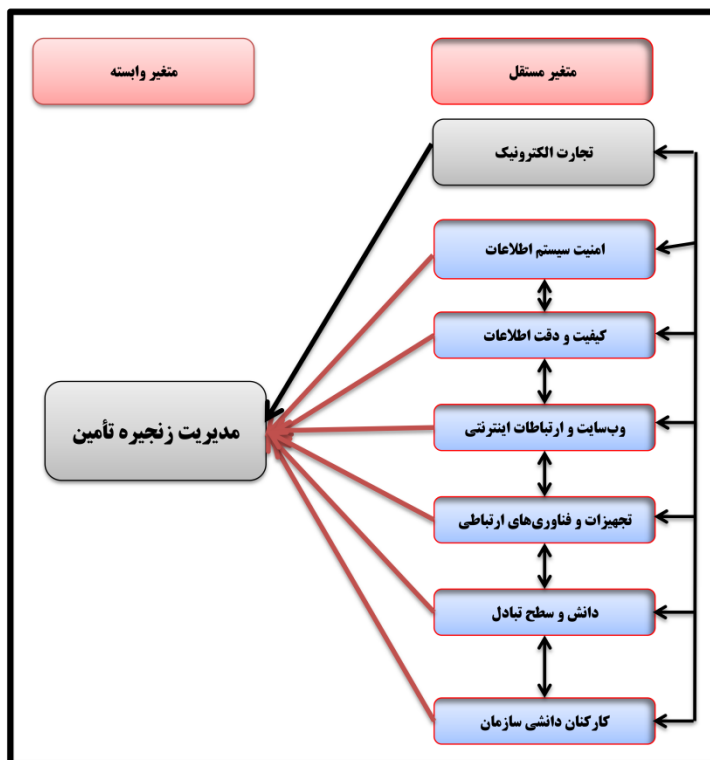 متغیر مستقل
متغیر وابسته
تجارت الکترونیک
امنیت سیستم اطلاعات
کیفیت و دقت اطلاعات
وب‌سایت و ارتباطات اینترنتی
مدیریت زنجیره تأمین
تجهیزات و فناوری‌های ارتباطی
دانش و سطح تبادل
کارکنان دانشی سازمان